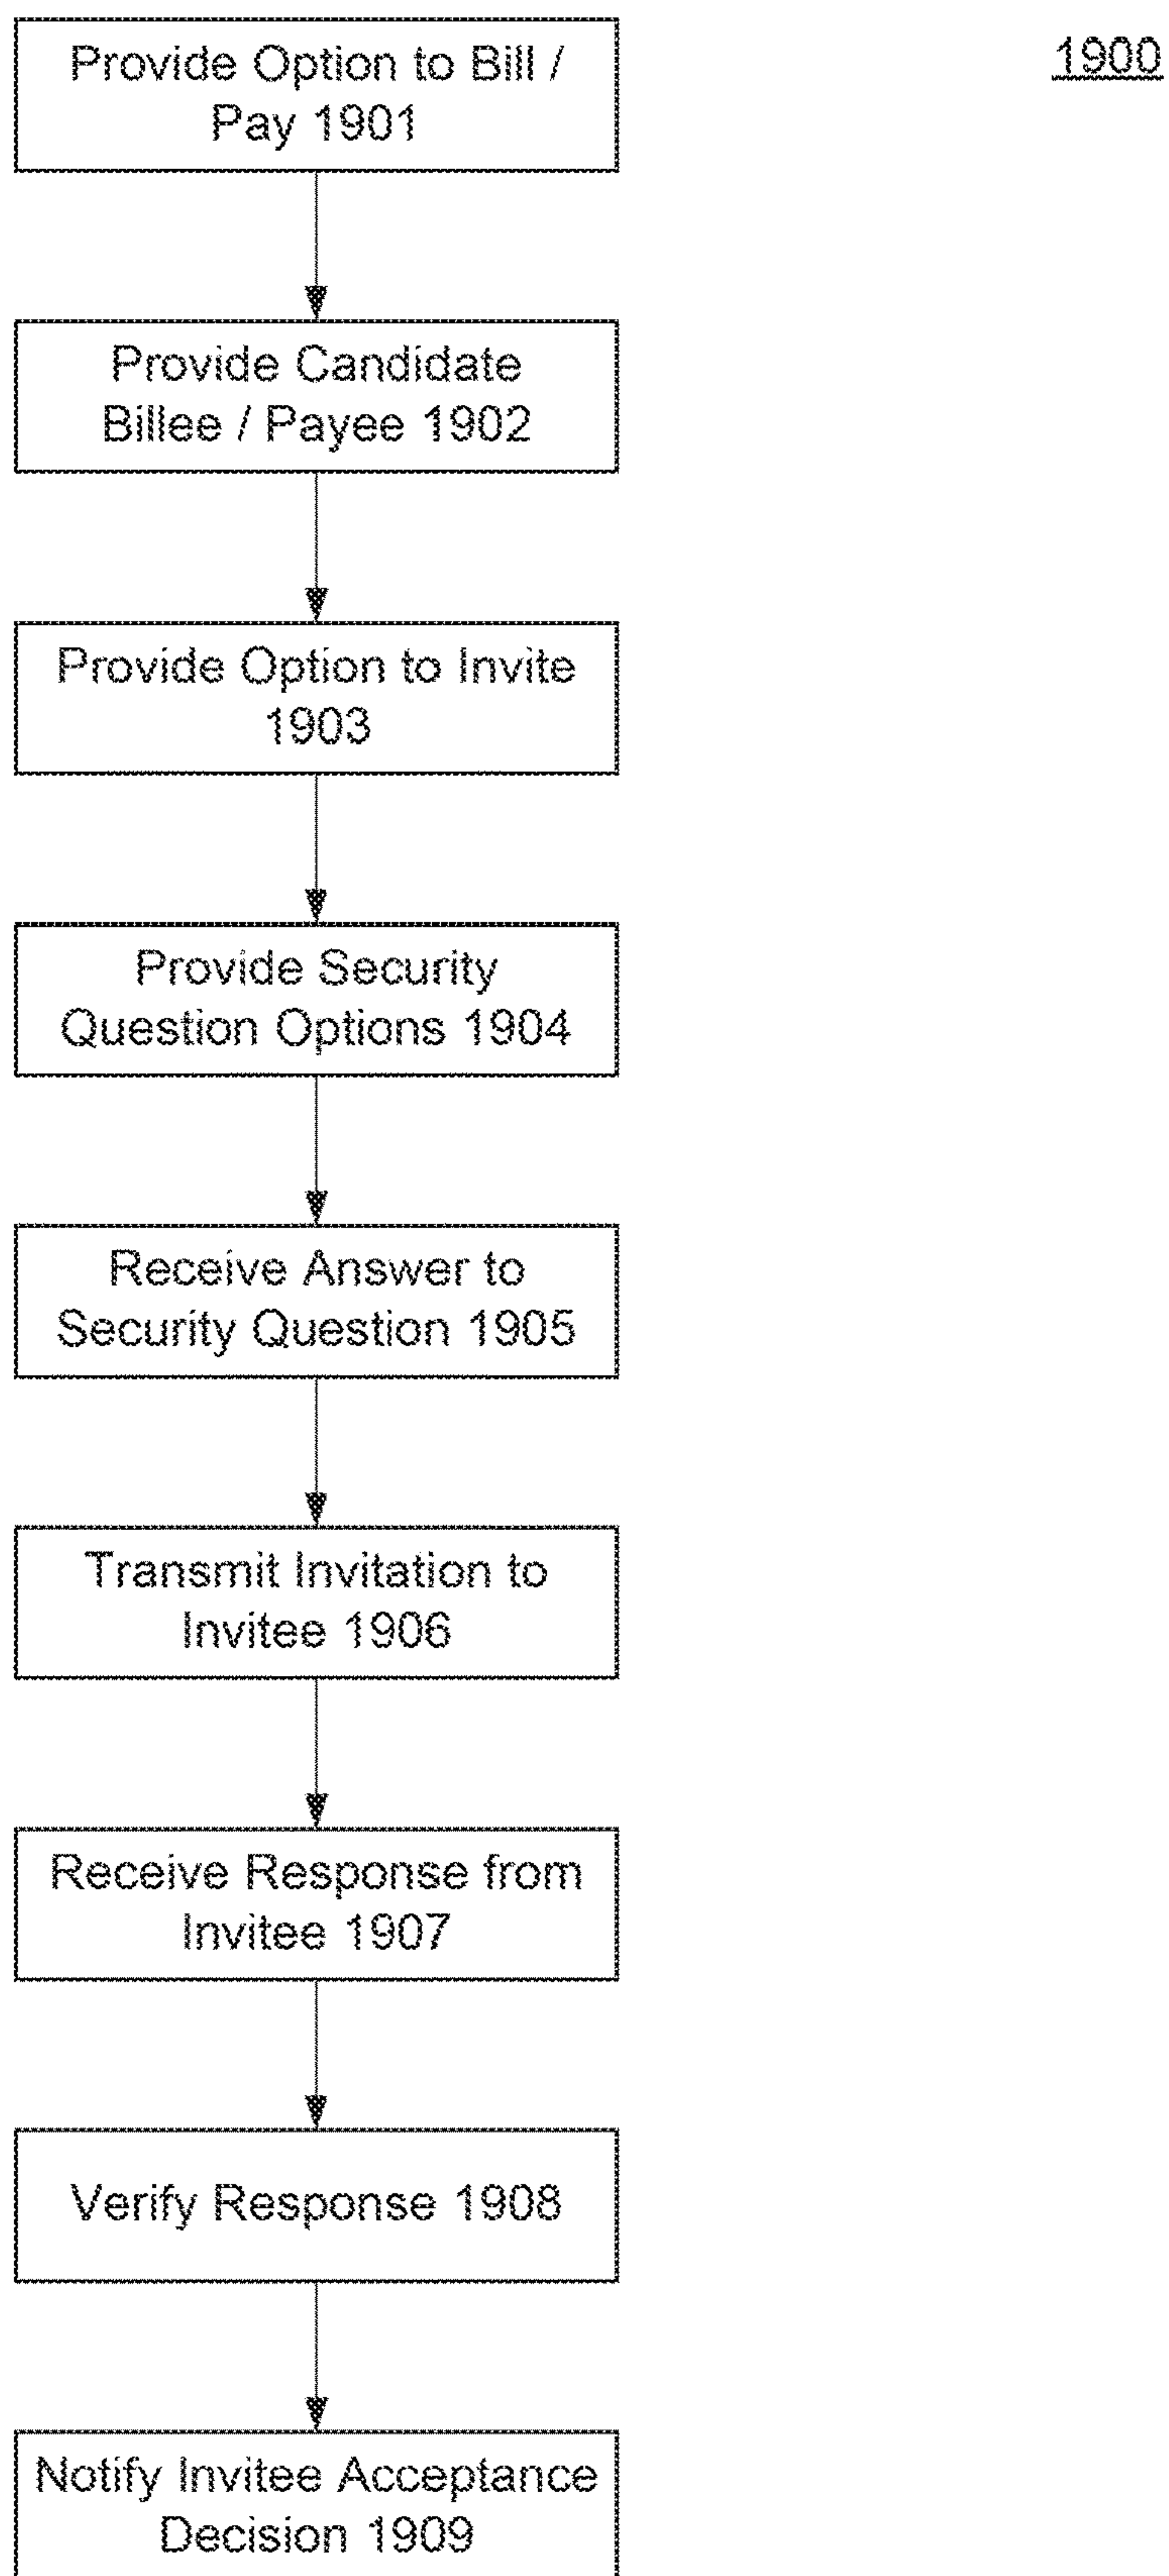 1900
Provide Option to Bill /
Pay 1901
Provide Candidate
Billee / Payee 1902
Provide Option to Invite
1903
Provide Security
Question Options 1904
Receive Answer to
Security Question 1905
Transmit Invitation to
Invitee 1906
Receive Response from
Invitee 1907
Verify Response 1908
Notify Invitee Acceptance
Decision 1909